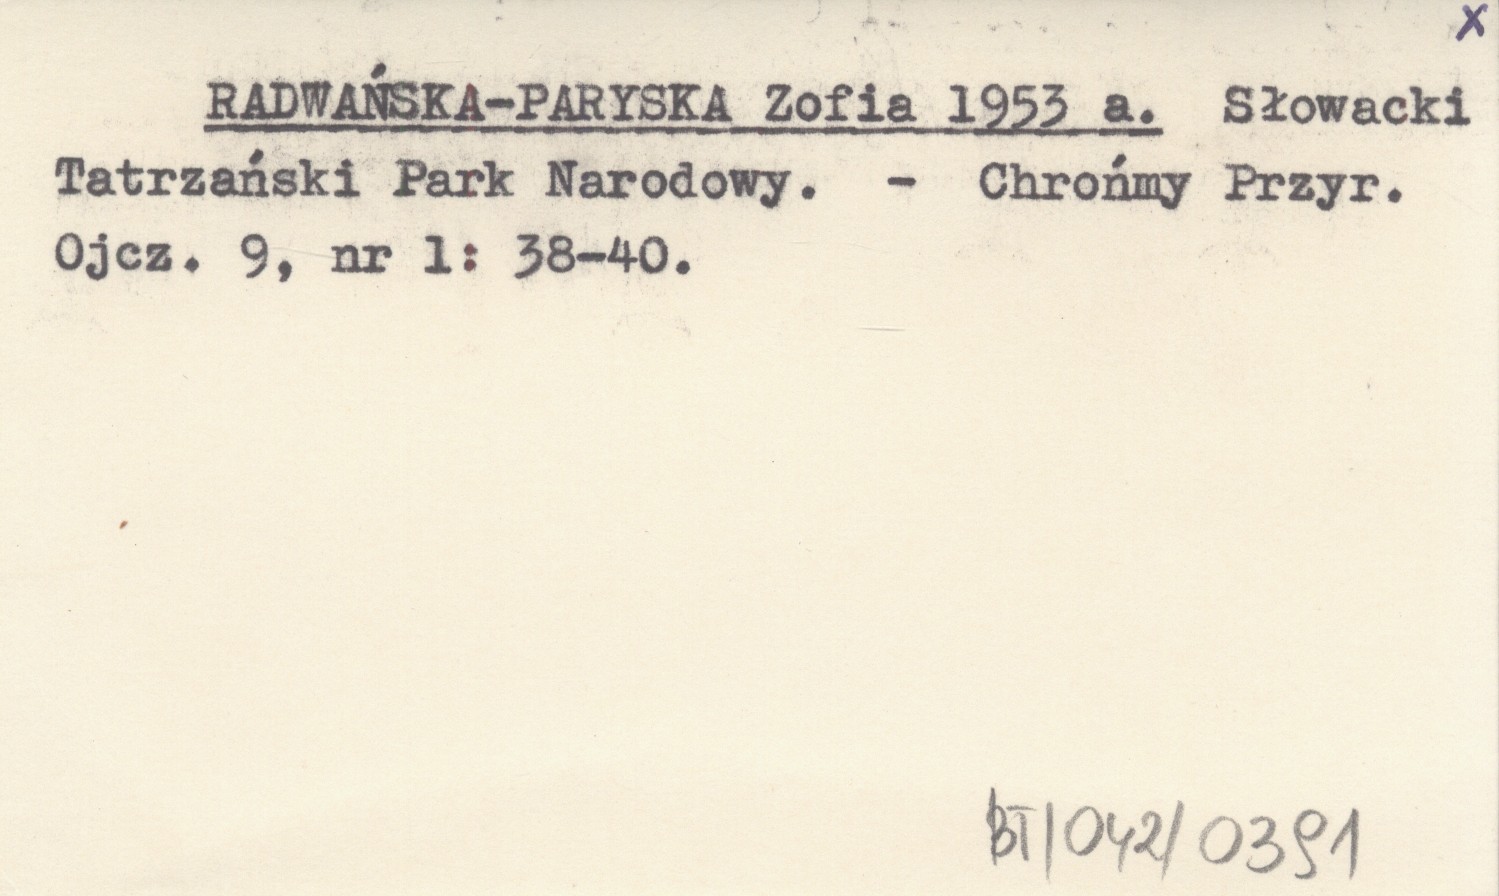 x
RADWAŃSKA-PARYSKA Zofia 1953 a. Słowacki
Tatrzański Park Narodowy. - Chrońmy Przyr.
Ojcz. 9, nr 1: 38-40.
BT/042/0391